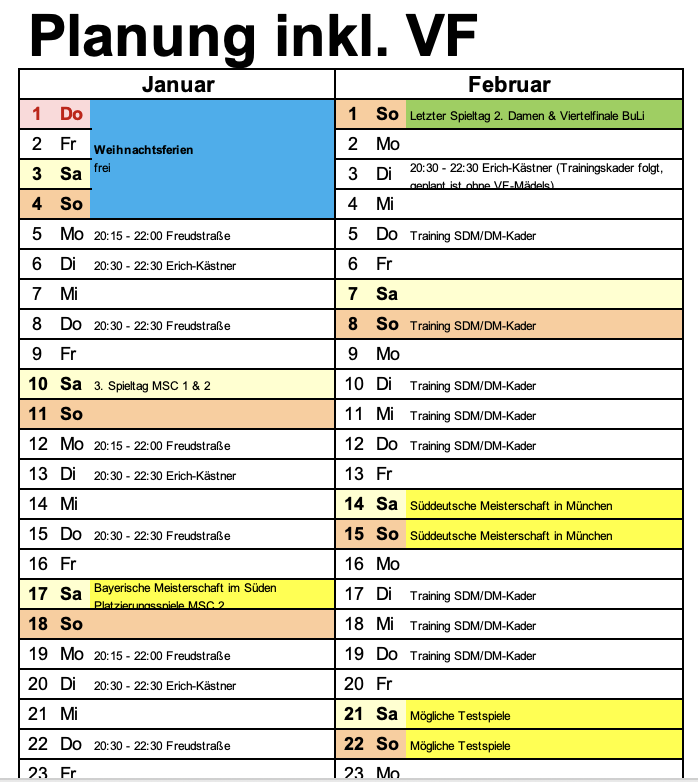 Planung inkl. VF
Januar
1 Do
Weihnachtsferien
frei
2 Fr
3 Sa
4 So
5 Mo 20:15 - 22:00 Freudstraße
6 Di 20:30 - 22:30 Erich-Kästner
7 Mi
8 Do 20:30 - 22:30 Freudstraße
9 Fr
10 Sa 3. Spieltag MSC 1 & 2
11 So
12 Mo 20:15 - 22:00 Freudstraße
13 Di 20:30 - 22:30 Erich-Kästner
14 Mi
15 Do 20:30 - 22:30 Freudstraße
16 Fr
17 Sa Bayerische Meisterschaft im Süden
Platzierungsspiele MSC 2
18 So
19 Mo 20:15 - 22:00 Freudstraße
20 Di 20:30 - 22:30 Erich-Kästner
21 Mi
22 Do 20:30 - 22:30 Freudstraße
23 Fr
Februar
1 So Letzter Spieltag 2. Damen & Viertelfinale BuLi
2 Mo
3 Di 20:30 - 22:30 Erich-Kästner (Trainingskader folgt,
geplant ist ohne VF-Mädels)
4 Mi
5 Do Training SDM/DM-Kader
6 Fr
7 Sa
8 So Training SDM/DM-Kader
9 Mo
10 Di Training SDM/DM-Kader
11 Mi Training SDM/DM-Kader
12 Do Training SDM/DM-Kader
13 Fr
14 Sa Süddeutsche Meisterschaft in München
15 So Süddeutsche Meisterschaft in München
16 Mo
17 Di Training SDM/DM-Kader
18 Mi Training SDM/DM-Kader
19 Do Training SDM/DM-Kader
20 Fr
21 Sa Mögliche Testspiele
22 So Mögliche Testspiele
23 Mo